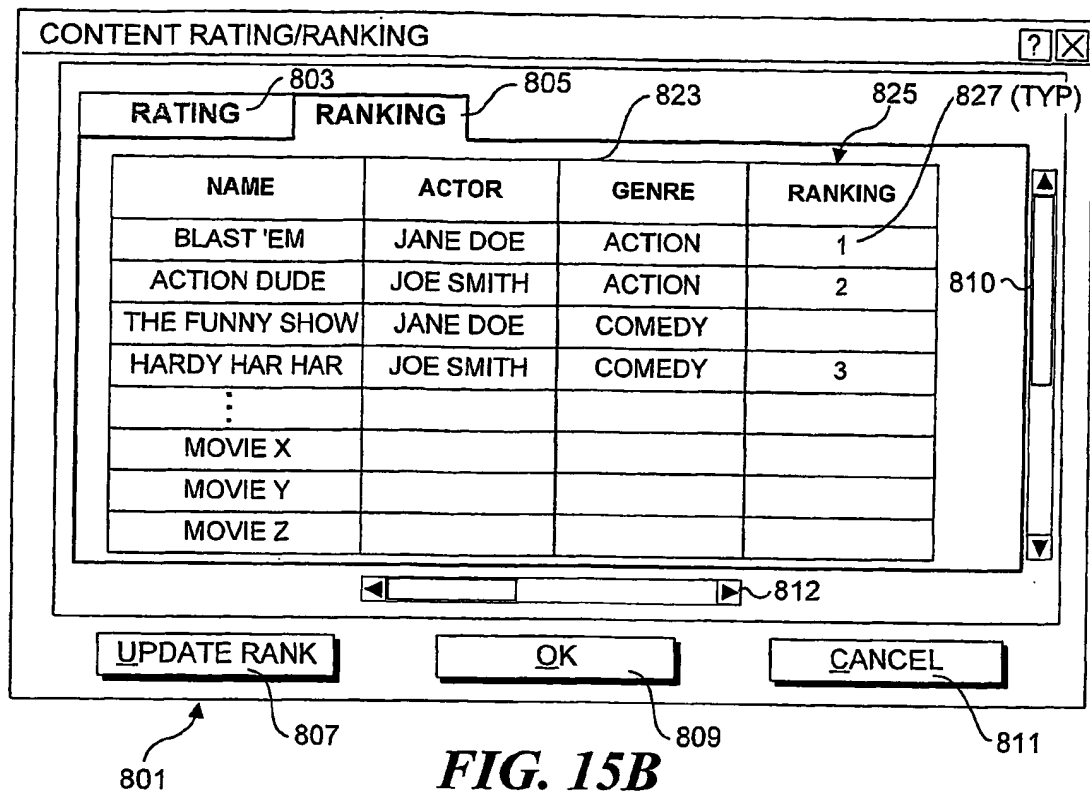 CONTENT RATING/RANKING ? X
803 805 823 825 827 (TYP)
RATING RANKING
NAME ACTOR GENRE RANKING
BLAST 'EM JANE DOE ACTION 1
ACTION DUDE JOE SMITH ACTION 2
810
THE FUNNY SHOW JANE DOE COMEDY
HARDY HAR HAR JOE SMITH COMEDY 3
⋮
MOVIE X
MOVIE Y
MOVIE Z
812
UPDATE RANK OK CANCEL
801 807 809 811
FIG. 15B